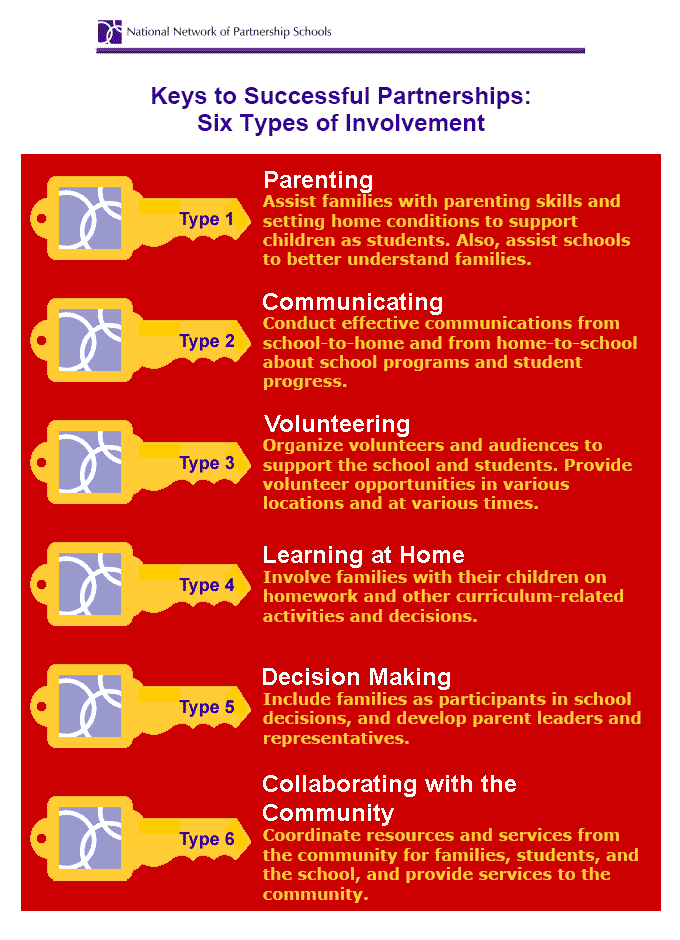 National Network of Partnership Schools
Keys to Successful Partnerships:
Six Types of Involvement
Type 1
Parenting
Assist families with parenting skills and
setting home conditions to support
children as students. Also, assist schools
to better understand families.
Type 2
Communicating
Conduct effective communications from
school-to-home and from home-to-school
about school programs and student
progress.
Type 3
Volunteering
Organize volunteers and audiences to
support the school and students. Provide
volunteer opportunities in various
locations and at various times.
Type 4
Learning at Home
Involve families with their children on
homework and other curriculum-related
activities and decisions.
Type 5
Decision Making
Include families as participants in school
decisions, and develop parent leaders and
representatives.
Type 6
Collaborating with the
Community
Coordinate resources and services from
the community for families, students, and
the school, and provide services to the
community.